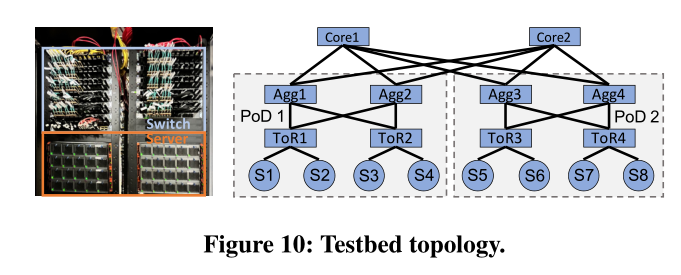 Core1 Core2
Agg1 Agg2 Agg3 Agg4
PoD 1 PoD 2
Switch
Server
ToR1 ToR2 ToR3 ToR4
S1 S2 S3 S4 S5 S6 S7 S8
Figure 10: Testbed topology.